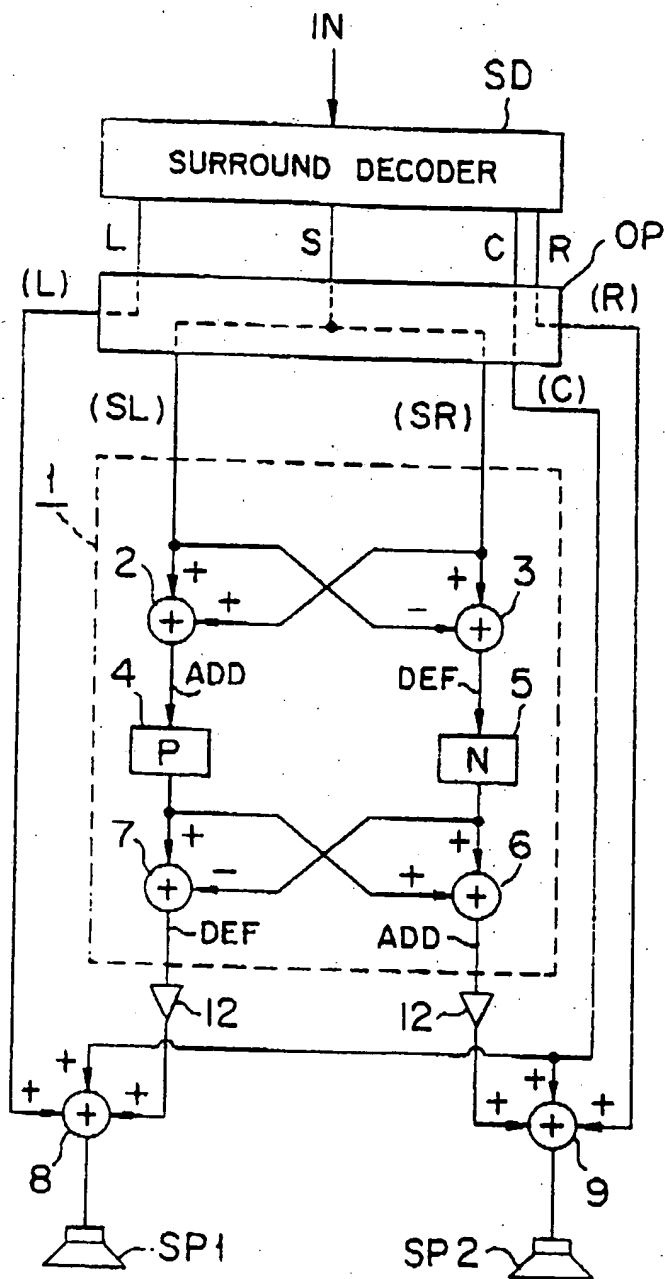 IN
SD
SURROUND DECODER
L S C R OP
(L) (R)
(C)
(SL) (SR)
1
2 + + + - 3
+ +
4 ADD DEF 5
P N
7 + - + + 6
+ +
DEF ADD
12 12
+ + + + + +
+ +
8 9
SP1 SP2